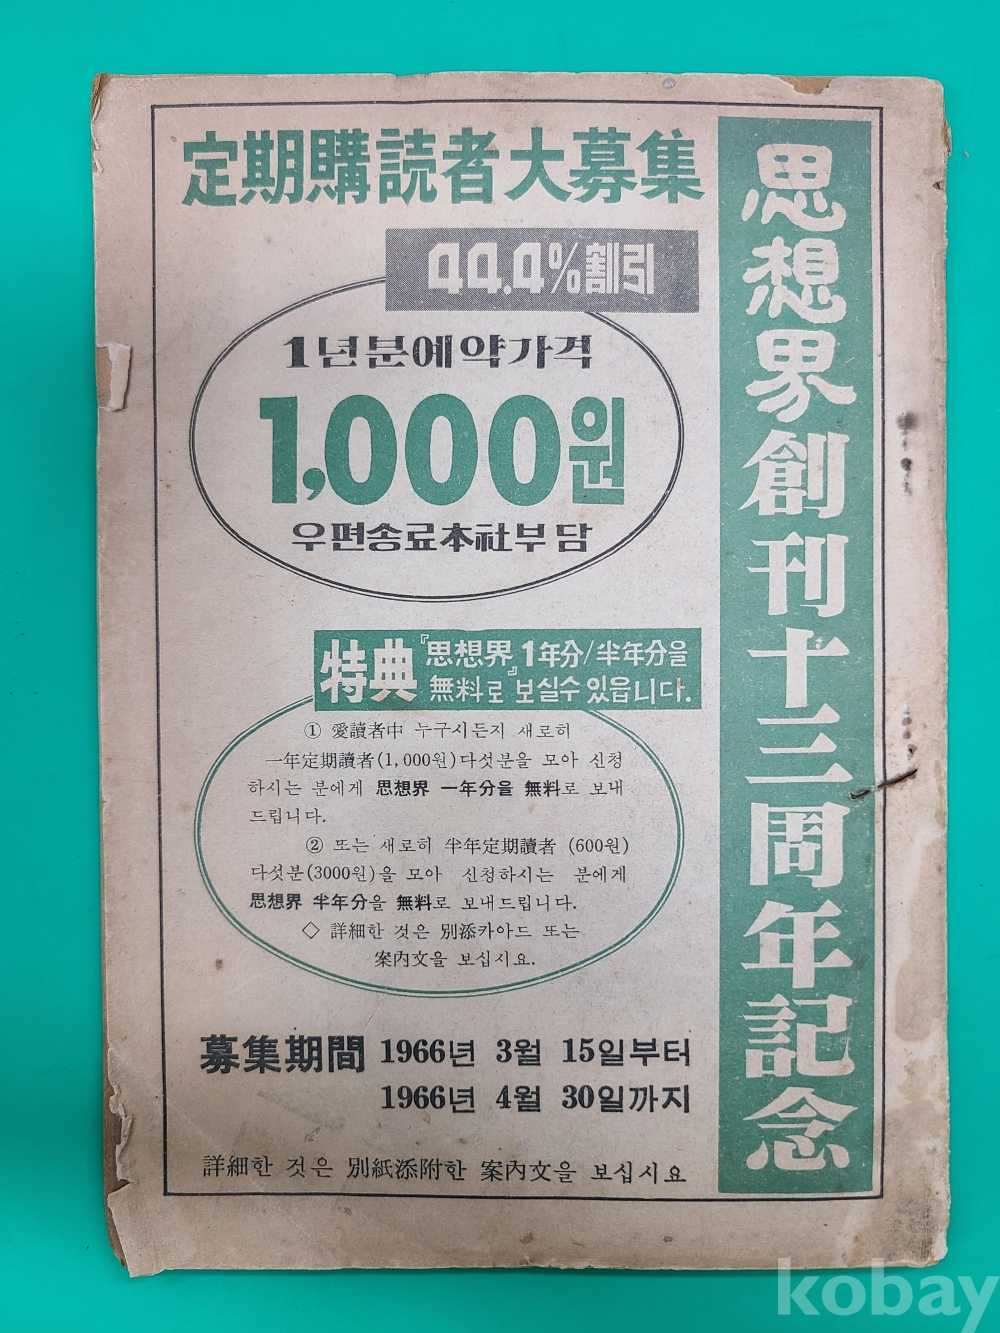 思想界創刊十三周年記念
定期購読者大募集
44.4%割引
1년분예약가격
1,000원
우편송료本社부담
特典
『思想界』1年分/半年分을
無料로 보실수 있읍니다.
① 愛讀者中 누구시든지 새로히
一年定期讀者(1,000원)다섯분을 모아 신청
하시는 분에게 思想界 一年分을 無料로 보내
드립니다.
② 또는 새로히 半年定期讀者 (600원)
다섯분(3000원)을 모아 신청하시는 분에게
思想界 半年分을 無料로 보내드립니다.
◇ 詳細한 것은 別添카아드 또는
案內文을 보십시요.
募集期間 1966년 3월 15일부터
1966년 4월 30일까지
詳細한 것은 別紙添附한 案內文을 보십시요
kobay